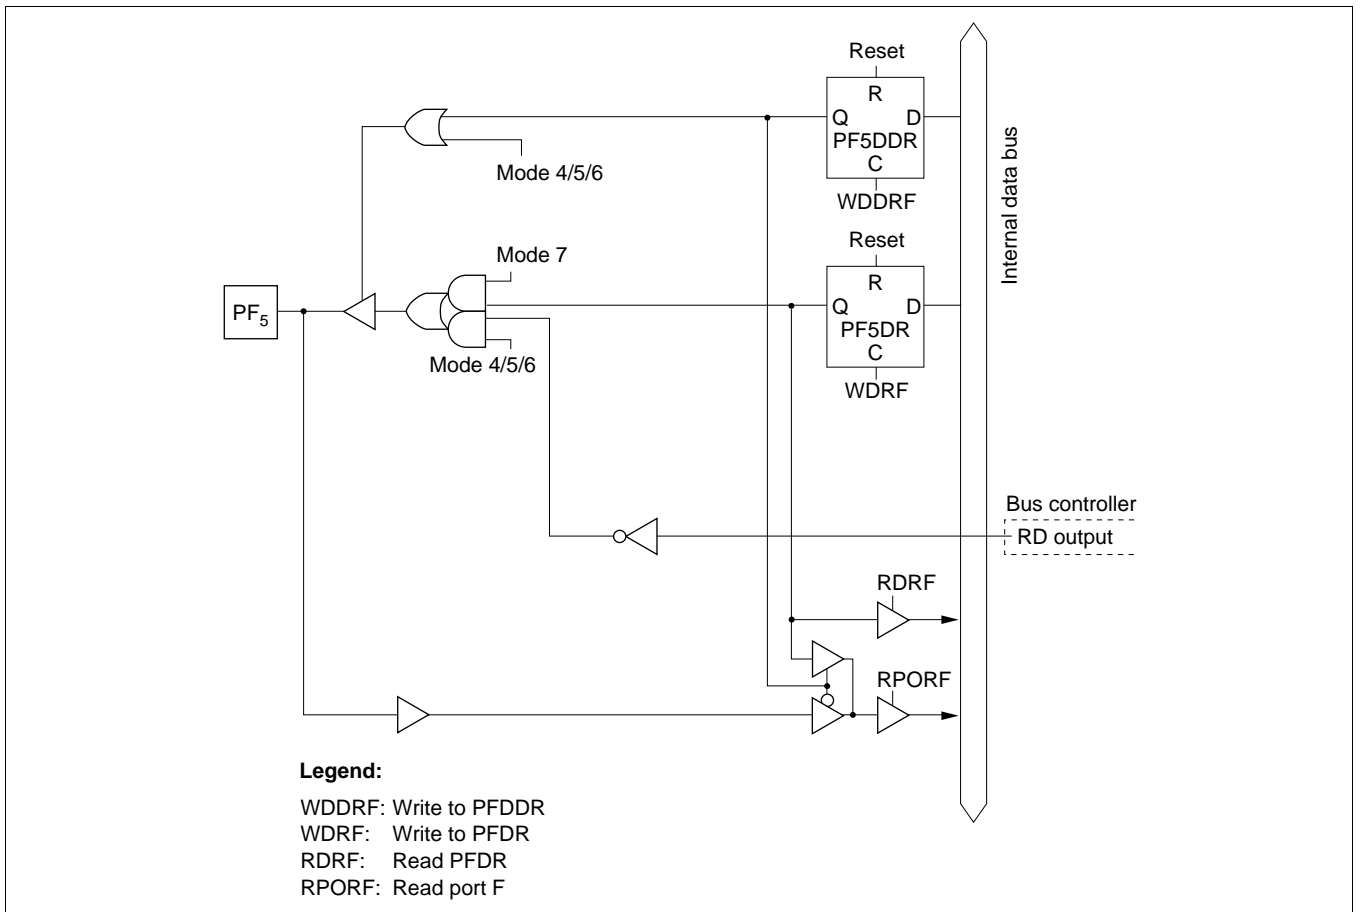 Reset
R
Q D
PF5DDR
C
WDDRF
Mode 4/5/6
Internal data bus
Reset
R
Q D
PF5DR
C
WDRF
Mode 7
PF5
Mode 4/5/6
Bus controller
RD output
RDRF
RPORF
Legend:
WDDRF: Write to PFDDR
WDRF: Write to PFDR
RDRF: Read PFDR
RPORF: Read port F